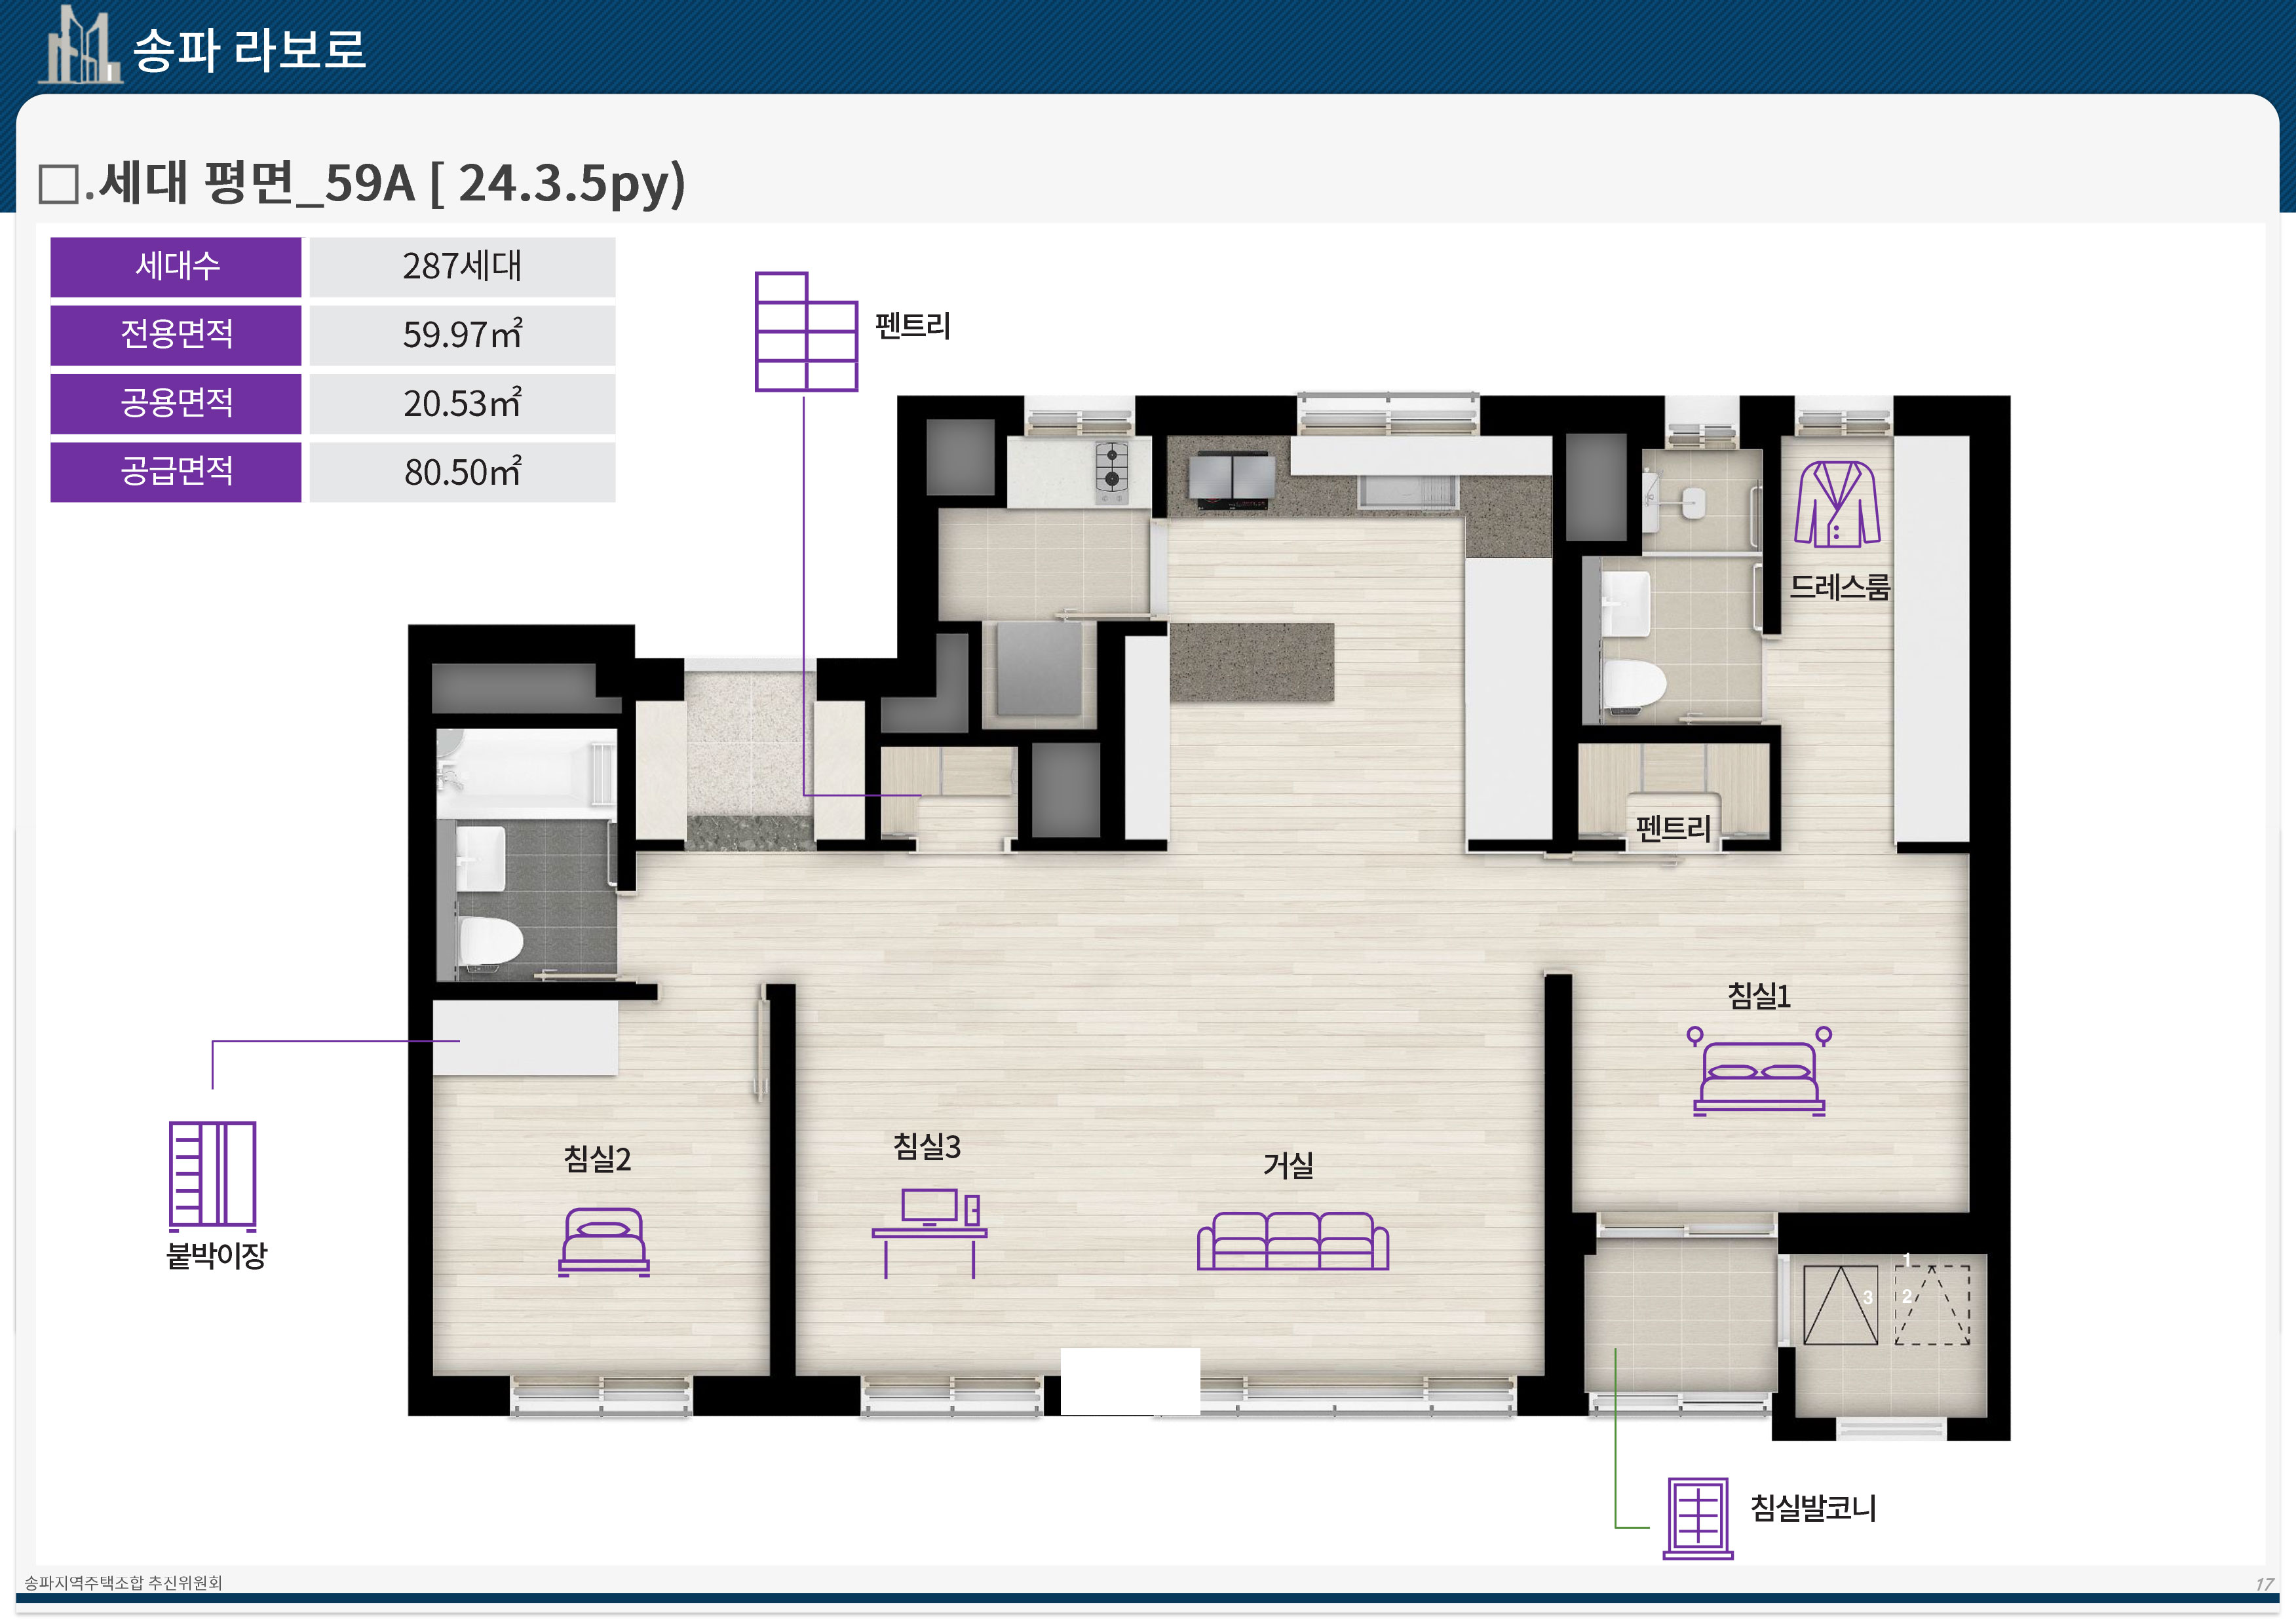 송파 라보로
□.세대 평면_59A [ 24.3.5py)
세대수 287세대
전용면적 59.97㎡
공용면적 20.53㎡
공급면적 80.50㎡
펜트리
드레스룸
펜트리
침실1
침실2
침실3
거실
붙박이장
1
3 2
침실발코니
송파지역주택조합 추진위원회
17